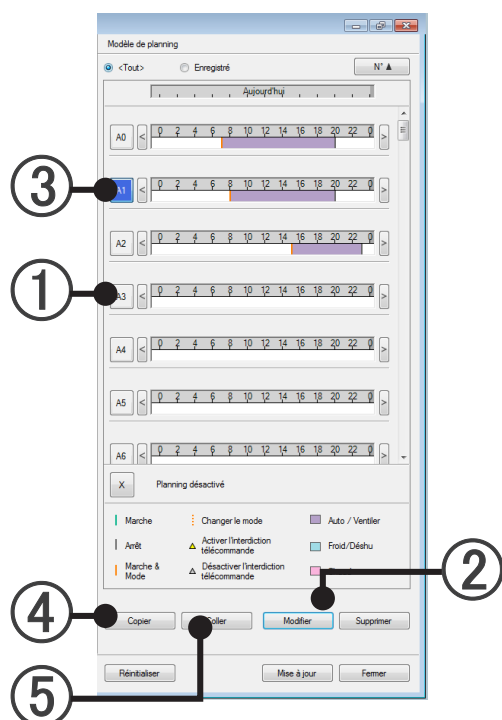 Modèle de planning
<Tout>
Enregistré
N° ▲
Aujourd'hui
A0 < 0 2 4 6 8 10 12 14 16 18 20 22 0 >
③ A1 < 0 2 4 6 8 10 12 14 16 18 20 22 0 >
A2 < 0 2 4 6 8 10 12 14 16 18 20 22 0 >
① A3 < 0 2 4 6 8 10 12 14 16 18 20 22 0 >
A4 < 0 2 4 6 8 10 12 14 16 18 20 22 0 >
A5 < 0 2 4 6 8 10 12 14 16 18 20 22 0 >
A6 < 0 2 4 6 8 10 12 14 16 18 20 22 0 >
X Planning désactivé
Marche
Changer le mode
Auto / Ventiler
Arrêt
Activer l'interdiction
télécommande
Froid/Déshu
Marche &
Mode
Désactiver l'interdiction
télécommande
②
④ Copier
Coller
Modifier
Supprimer
⑤
Réinitialiser
Mise à jour
Fermer